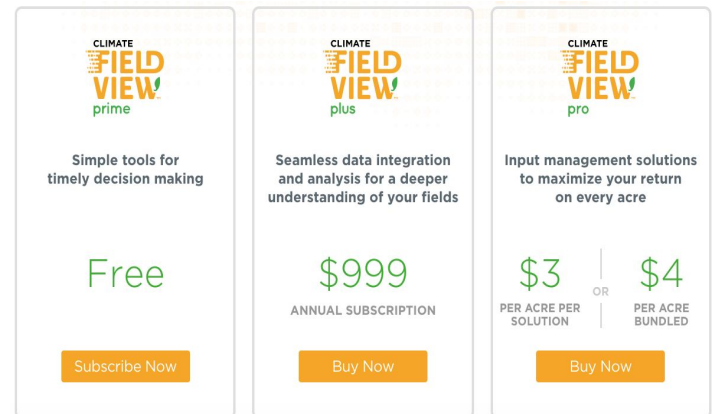 CLIMATE
FIELD
VIEW
prime
Simple tools for
timely decision making
Free
Subscribe Now
CLIMATE
FIELD
VIEW
plus
Seamless data integration
and analysis for a deeper
understanding of your fields
$999
ANNUAL SUBSCRIPTION
Buy Now
CLIMATE
FIELD
VIEW
pro
Input management solutions
to maximize your return
on every acre
$3
PER ACRE PER
SOLUTION
OR
$4
PER ACRE
BUNDLED
Buy Now